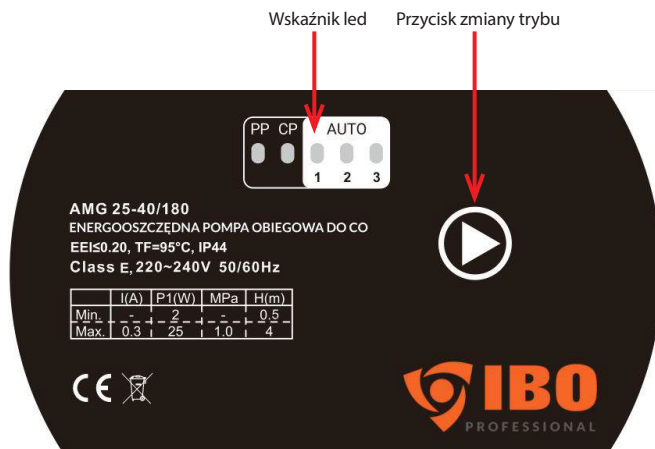 Wskaźnik led Przycisk zmiany trybu
PP CP AUTO
1 2 3
AMG 25-40/180
ENERGOOSZCZĘDNA POMPA OBIEGOWA DO CO
EEI≤0.20, TF=95°C, IP44
Class E, 220~240V 50/60Hz
I(A) P1(W) MPa H(m)
Min. - 2 - 0.5
Max. 0.3 25 1.0 4
CE
IBO
PROFESSIONAL